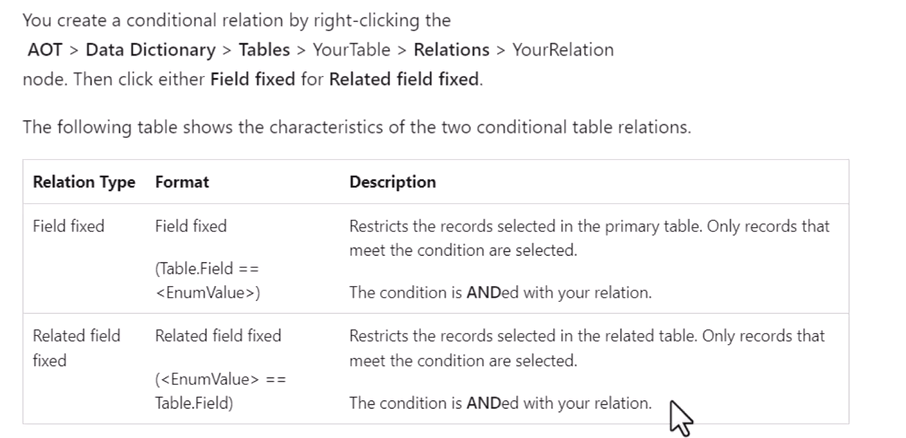 You create a conditional relation by right-clicking the
AOT > Data Dictionary > Tables > YourTable > Relations > YourRelation
node. Then click either Field fixed for Related field fixed.
The following table shows the characteristics of the two conditional table relations.
Relation Type Format Description
Field fixed Field fixed Restricts the records selected in the primary table. Only records that
meet the condition are selected.
(Table.Field ==
<EnumValue>) The condition is ANDed with your relation.
Related field Related field fixed Restricts the records selected in the related table. Only records that
fixed meet the condition are selected.
(<EnumValue> ==
Table.Field) The condition is ANDed with your relation.